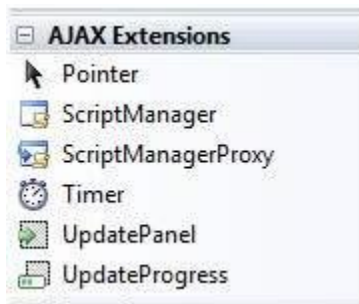 AJAX Extensions
Pointer
ScriptManager
ScriptManagerProxy
Timer
UpdatePanel
UpdateProgress